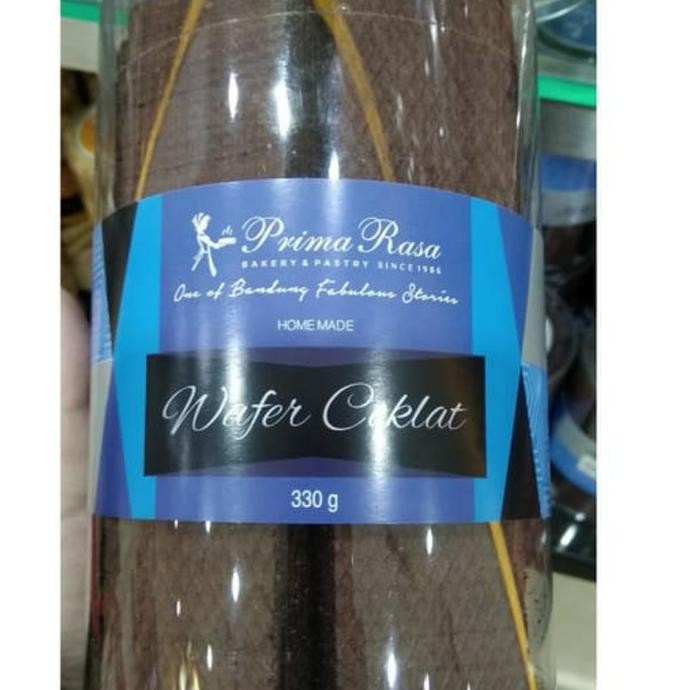 Prima Rasa
BAKERY & PASTRY SINCE 1986
One of Bandung Fabulous Stories
HOME MADE
Wafer Coklat
330 g